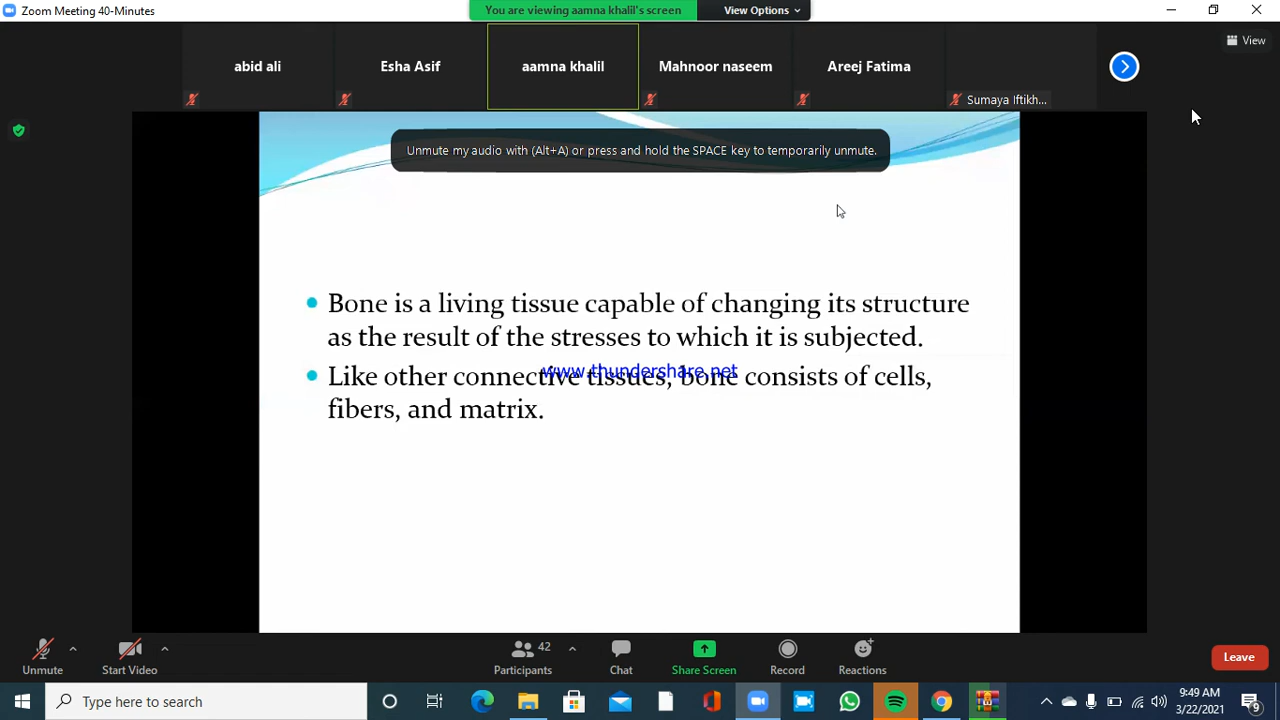 Zoom Meeting 40-Minutes
You are viewing aamna khalil's screen
View Options
View
abid ali
Esha Asif
aamna khalil
Mahnoor naseem
Areej Fatima
Sumaya Iftikh...
Unmute my audio with (Alt+A) or press and hold the SPACE key to temporarily unmute.
Bone is a living tissue capable of changing its structure
as the result of the stresses to which it is subjected.
www.thundershare.net
Like other connective tissues, bone consists of cells,
fibers, and matrix.
Unmute
Start Video
42
Participants
Chat
Share Screen
Record
Reactions
Leave
Type here to search
9:49 AM
3/22/2021
9